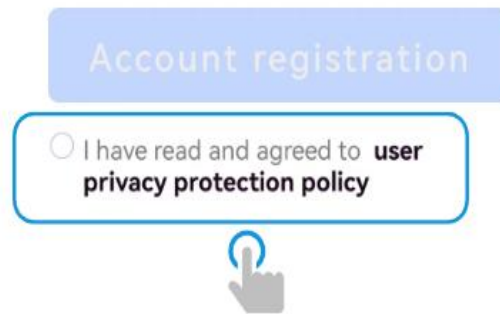 Account registration
I have read and agreed to user
privacy protection policy